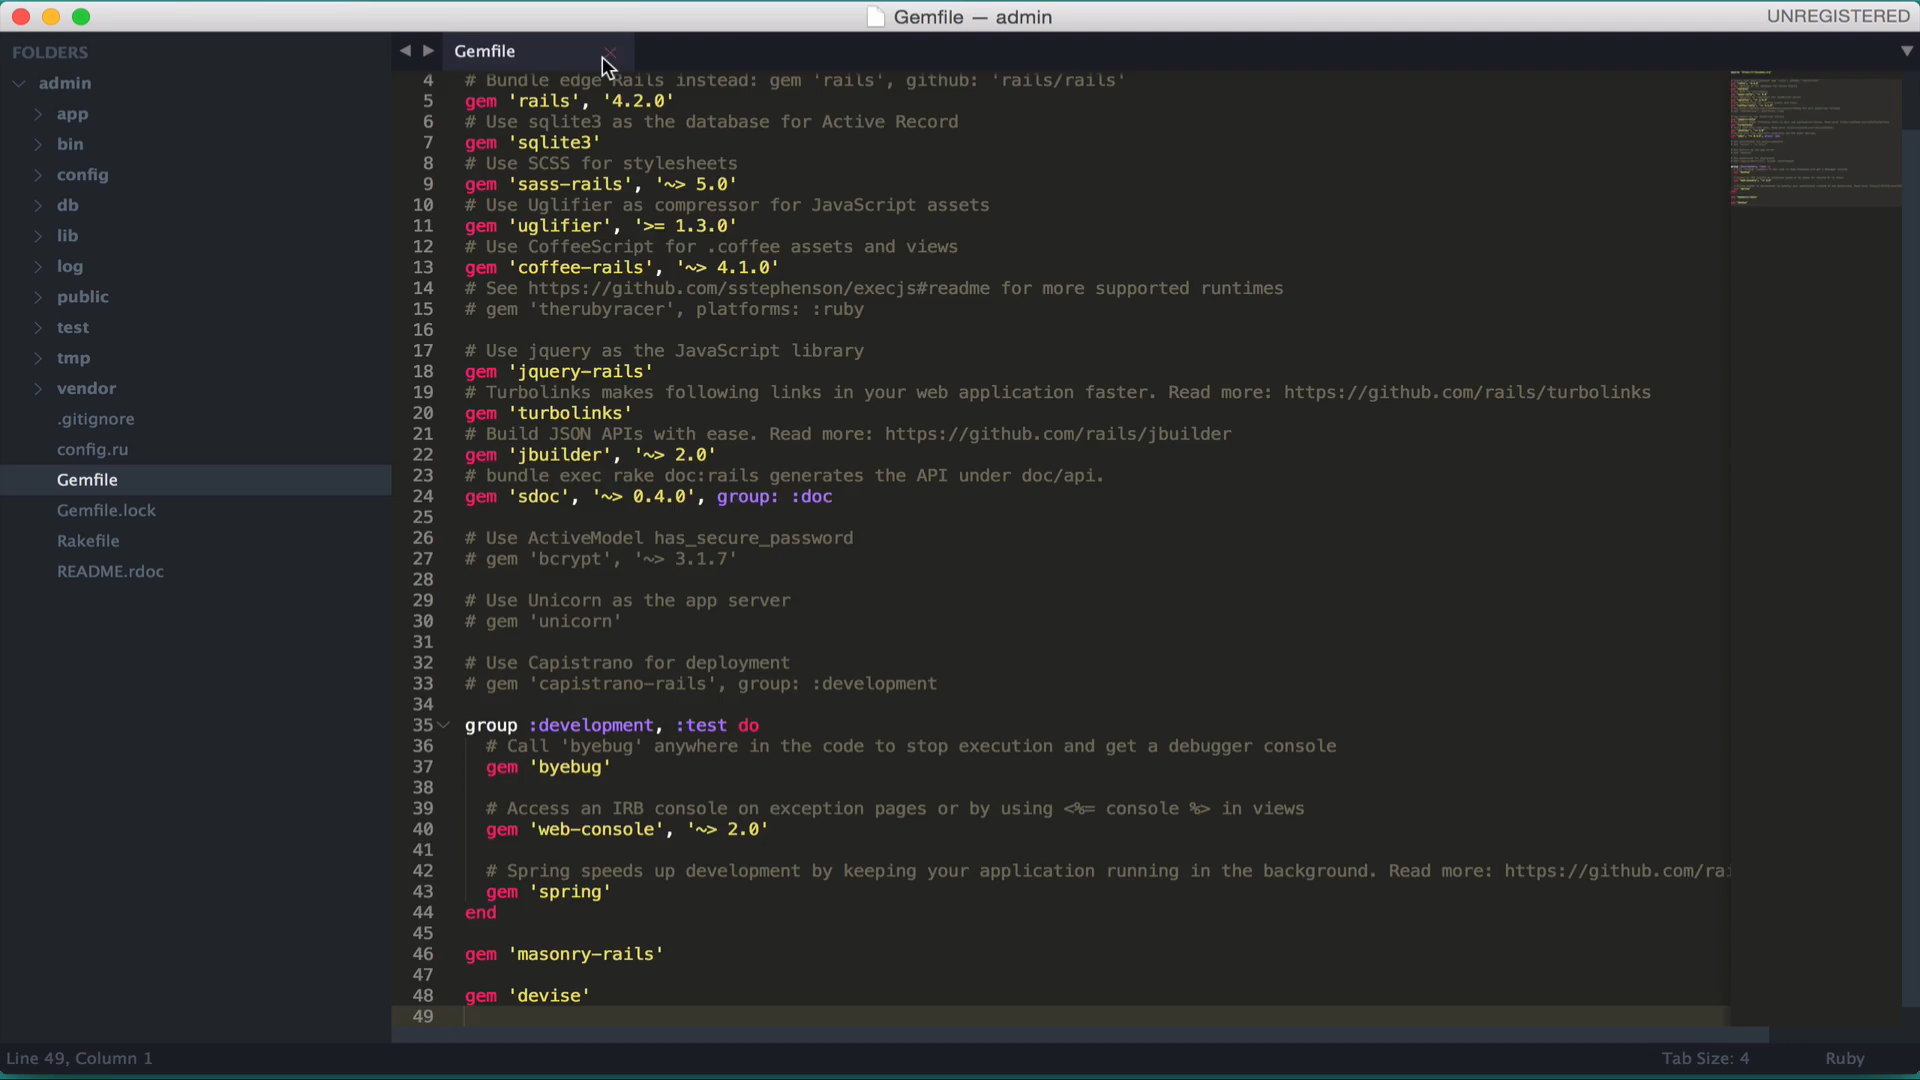 Gemfile — admin
UNREGISTERED
FOLDERS
admin
app
bin
config
db
lib
log
public
test
tmp
vendor
.gitignore
config.ru
Gemfile
Gemfile.lock
Rakefile
README.rdoc
Gemfile
4 # Bundle edge Rails instead: gem 'rails', github: 'rails/rails'
5 gem 'rails', '4.2.0'
6 # Use sqlite3 as the database for Active Record
7 gem 'sqlite3'
8 # Use SCSS for stylesheets
9 gem 'sass-rails', '~> 5.0'
10 # Use Uglifier as compressor for JavaScript assets
11 gem 'uglifier', '>= 1.3.0'
12 # Use CoffeeScript for .coffee assets and views
13 gem 'coffee-rails', '~> 4.1.0'
14 # See https://github.com/sstephenson/execjs#readme for more supported runtimes
15 # gem 'therubyracer', platforms: :ruby
16
17 # Use jquery as the JavaScript library
18 gem 'jquery-rails'
19 # Turbolinks makes following links in your web application faster. Read more: https://github.com/rails/turbolinks
20 gem 'turbolinks'
21 # Build JSON APIs with ease. Read more: https://github.com/rails/jbuilder
22 gem 'jbuilder', '~> 2.0'
23 # bundle exec rake doc:rails generates the API under doc/api.
24 gem 'sdoc', '~> 0.4.0', group: :doc
25
26 # Use ActiveModel has_secure_password
27 # gem 'bcrypt', '~> 3.1.7'
28
29 # Use Unicorn as the app server
30 # gem 'unicorn'
31
32 # Use Capistrano for deployment
33 # gem 'capistrano-rails', group: :development
34
35 group :development, :test do
36 # Call 'byebug' anywhere in the code to stop execution and get a debugger console
37 gem 'byebug'
38
39 # Access an IRB console on exception pages or by using <%= console %> in views
40 gem 'web-console', '~> 2.0'
41
42 # Spring speeds up development by keeping your application running in the background. Read more: https://github.com/rai
43 gem 'spring'
44 end
45
46 gem 'masonry-rails'
47
48 gem 'devise'
49
Line 49, Column 1
Tab Size: 4
Ruby